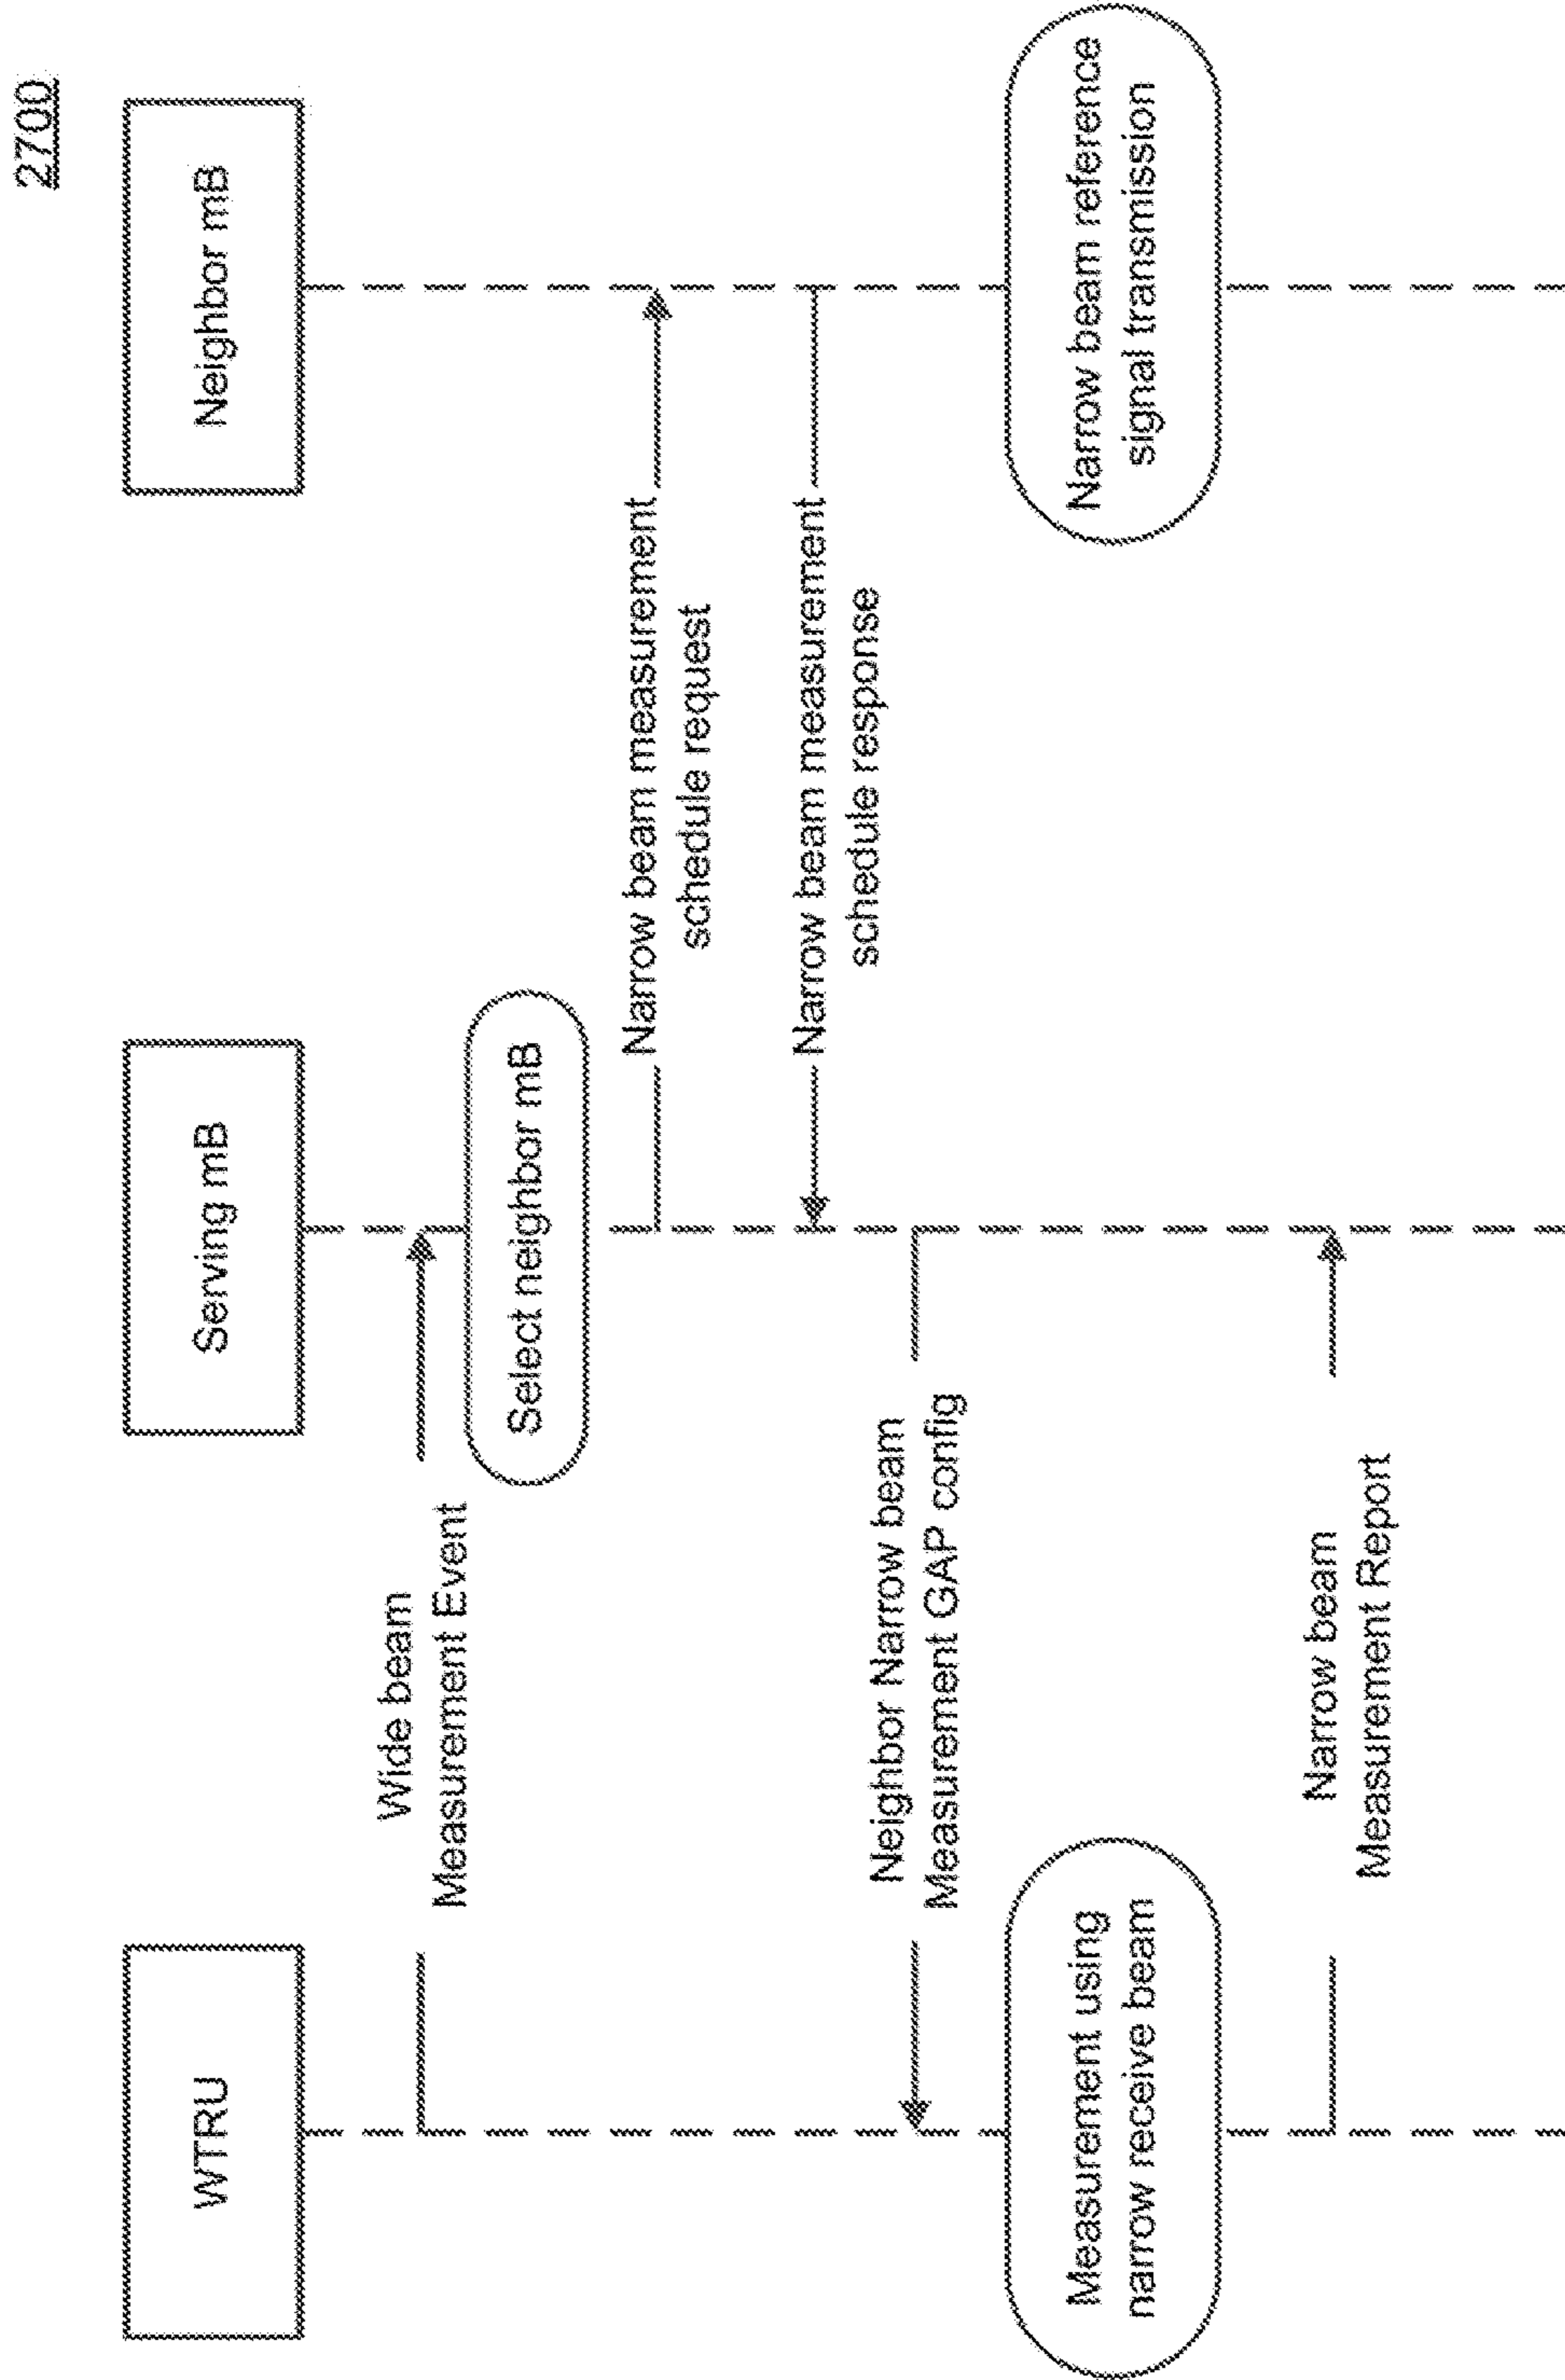 2700
WTRU
Serving mB
Neighbor mB
Wide beam
Measurement Event
Select neighbor mB
Narrow beam measurement
schedule request
Narrow beam measurement
schedule response
Neighbor Narrow beam
Measurement GAP config
Measurement using
narrow receive beam
Narrow beam reference
signal transmission
Narrow beam
Measurement Report